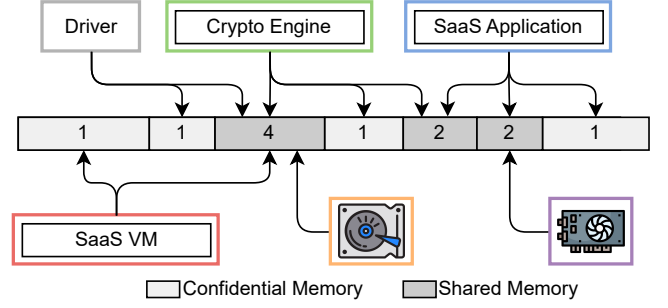 Driver
Crypto Engine
SaaS Application
1 1 4 1 2 2 1
SaaS VM
Confidential Memory Shared Memory